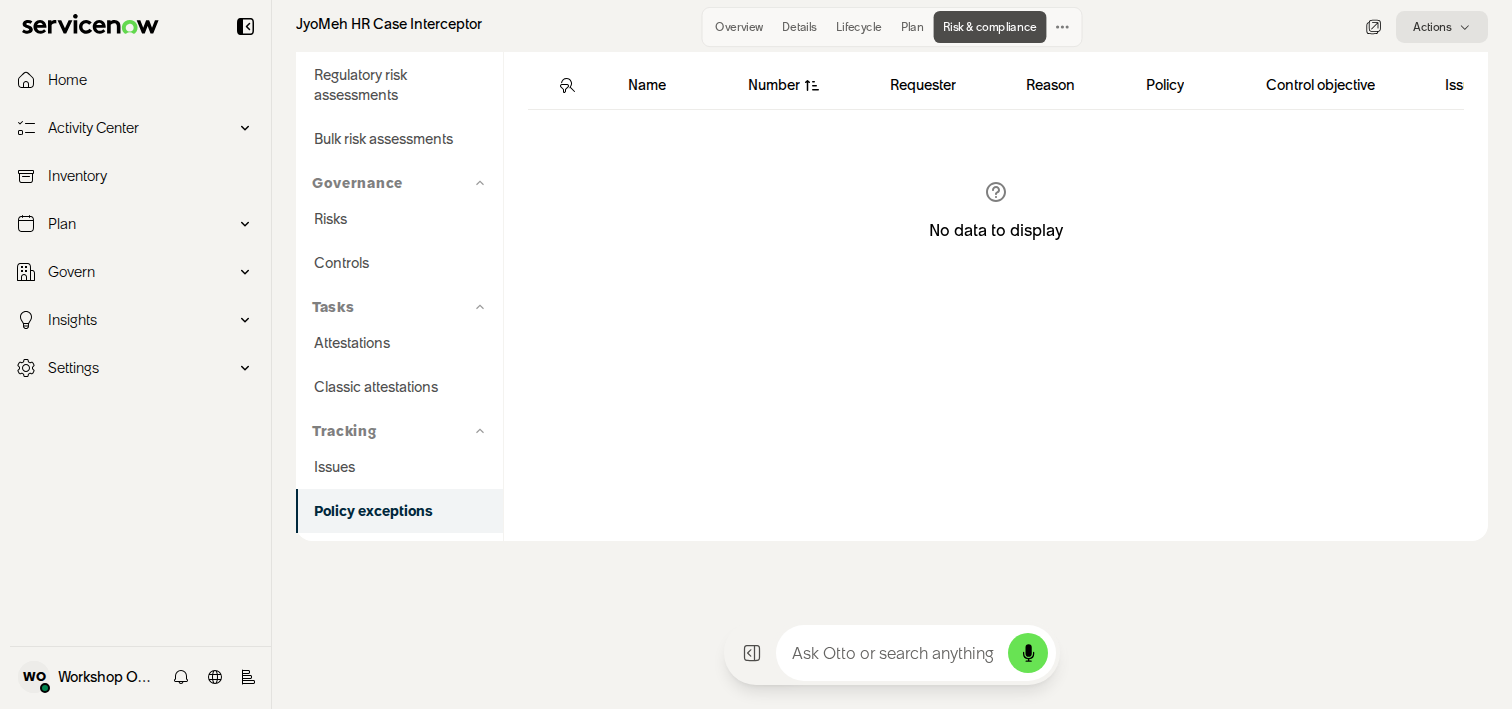 servicenow
JyoMeh HR Case Interceptor
Overview
Details
Lifecycle
Plan
Risk & compliance
Actions
Home
Activity Center
Inventory
Plan
Govern
Insights
Settings
Regulatory risk
assessments
Bulk risk assessments
Governance
Risks
Controls
Tasks
Attestations
Classic attestations
Tracking
Issues
Policy exceptions
Name
Number
Requester
Reason
Policy
Control objective
Iss
No data to display
WO
Workshop O...
Ask Otto or search anything